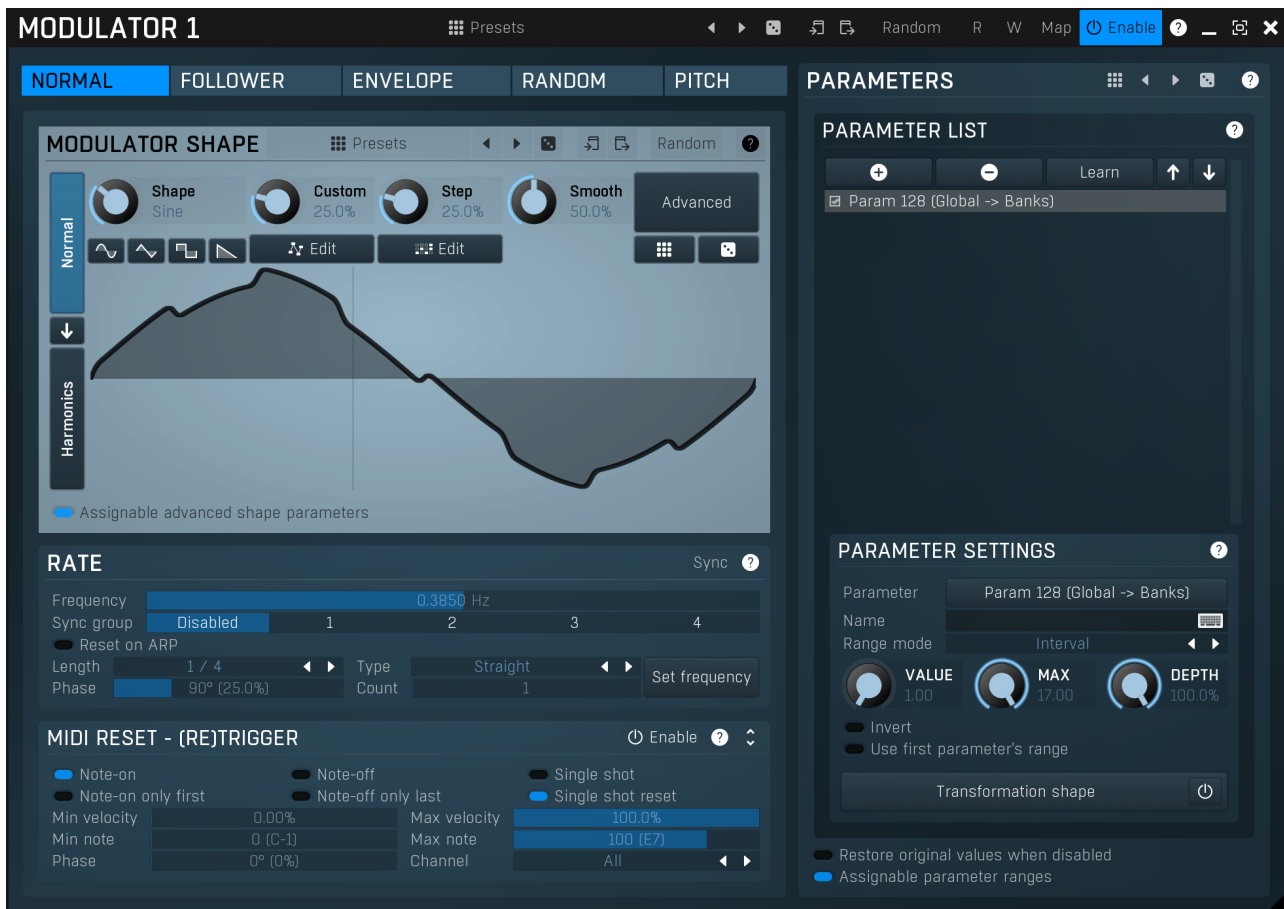 MODULATOR 1 Presets Random R W Map Enable ?
NORMAL FOLLOWER ENVELOPE RANDOM PITCH
MODULATOR SHAPE Presets Random ?
Normal
Harmonics
Shape Custom Step Smooth Advanced
Sine 25.0% 25.0% 50.0%
Edit Edit
Assignable advanced shape parameters
RATE Sync ?
Frequency 0.3850 Hz
Sync group Disabled 1 2 3 4
Reset on ARP
Length 1 / 4 Type Straight Set frequency
Phase 90° (25.0%) Count 1
MIDI RESET - (RE)TRIGGER Enable ?
Note-on Note-off Single shot
Note-on only first Note-off only last Single shot reset
Min velocity 0.00% Max velocity 100.0%
Min note 0 (C-1) Max note 100 (E7)
Phase 0° (0%) Channel All
PARAMETERS ?
PARAMETER LIST ?
Learn
Param 128 (Global -> Banks)
PARAMETER SETTINGS ?
Parameter Param 128 (Global -> Banks)
Name
Range mode Interval
VALUE MAX DEPTH
1.00 17.00 100.0%
Invert
Use first parameter's range
Transformation shape
Restore original values when disabled
Assignable parameter ranges